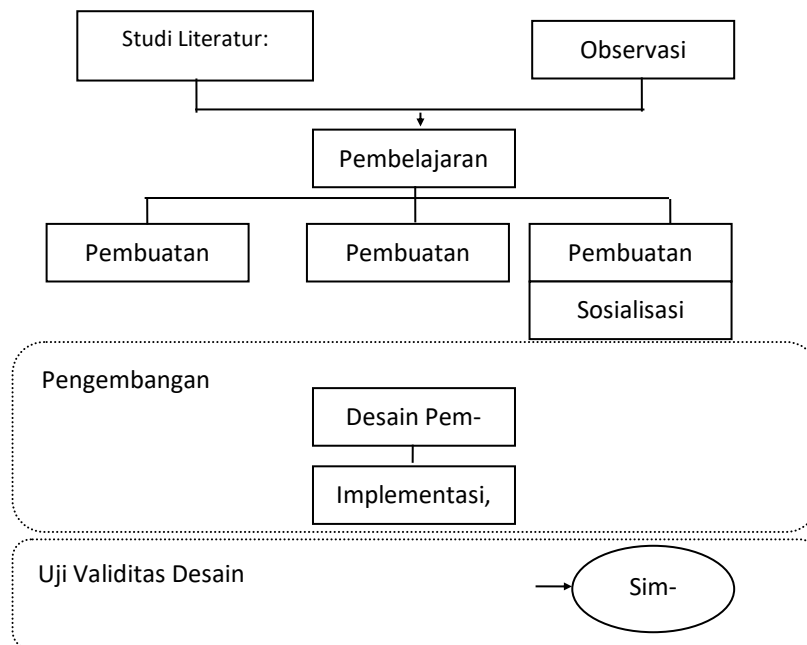 Studi Literatur:
Observasi
Pembelajaran
Pembuatan
Pembuatan
Pembuatan
Sosialisasi
Pengembangan
Desain Pem-
Implementasi,
Uji Validitas Desain
Sim-